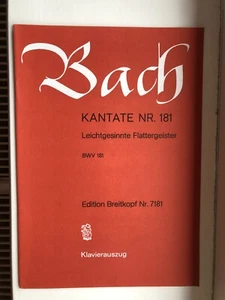 Bach
KANTATE NR. 181
Leichtgesinnte Flattergeister
BWV 181
Edition Breitkopf Nr. 7181
Klavierauszug